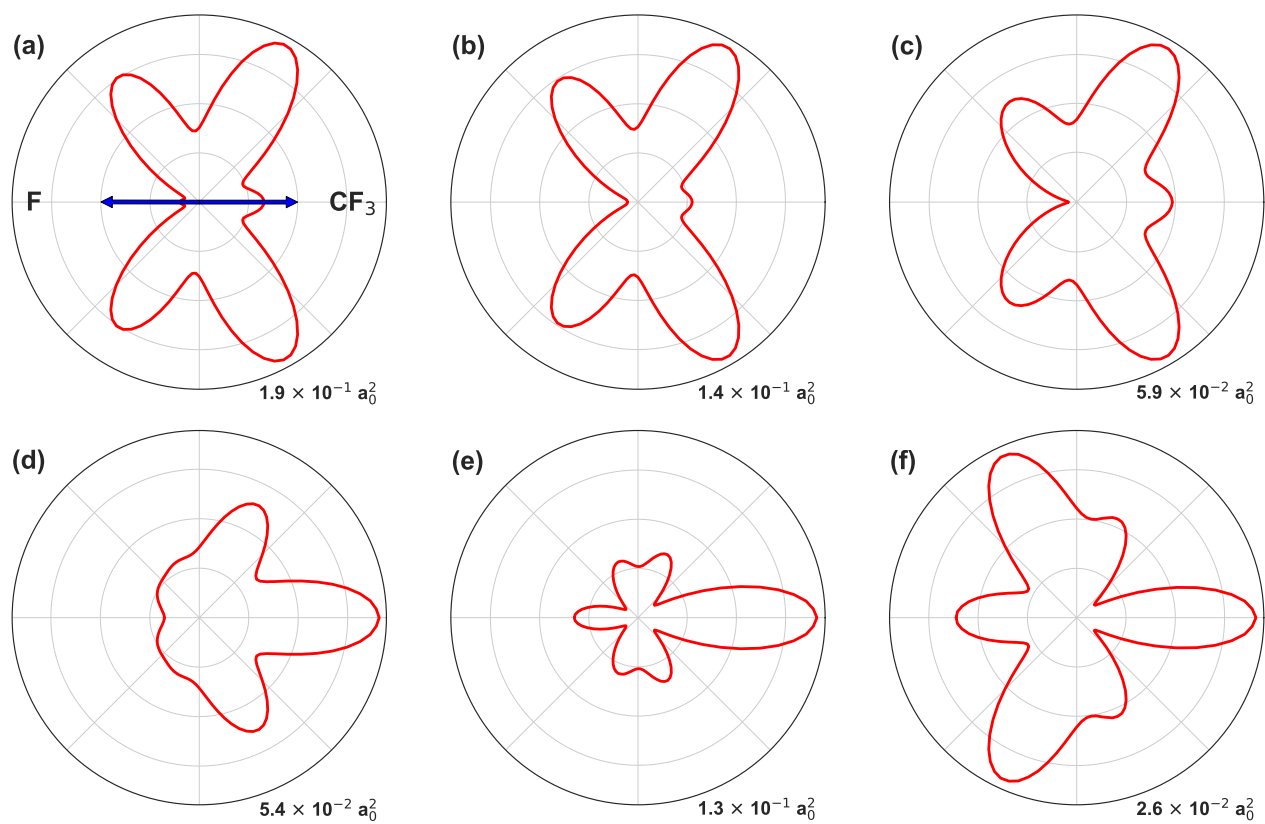 (a) (b) (c)
F CF₃
1.9 × 10⁻¹ a₀² 1.4 × 10⁻¹ a₀² 5.9 × 10⁻² a₀²
(d) (e) (f)
5.4 × 10⁻² a₀² 1.3 × 10⁻¹ a₀² 2.6 × 10⁻² a₀²